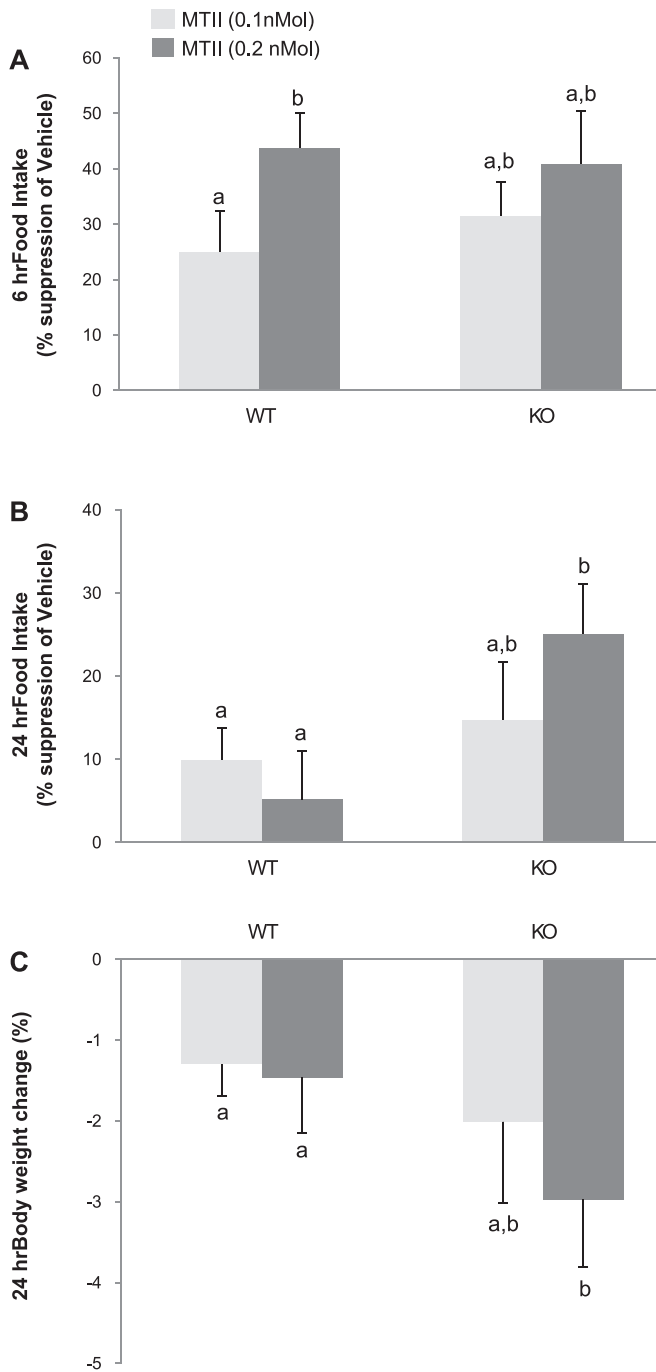 MTII (0.1nMol)
MTII (0.2 nMol)
A
6 hrFood Intake
(% suppression of Vehicle)
60
50
40
30
20
10
0
a
b
a,b
a,b
WT
KO
B
24 hrFood Intake
(% suppression of Vehicle)
40
30
20
10
0
a
a
a,b
b
WT
KO
WT
KO
C
24 hrBody weight change (%)
0
-1
-2
-3
-4
-5
a
a
a,b
b